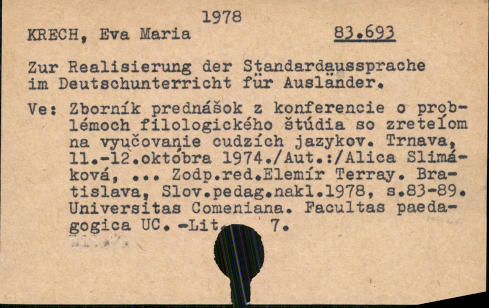 1978
KRECH, Eva Maria 83.693
Zur Realisierung der Standardaussprache
im Deutschunterricht für Ausländer.
Ve: Zborník prednášok z konferencie o prob-
lémoch filologického štúdia so zreteľom
na vyučovanie cudzích jazykov. Trnava,
11.-12.októbra 1974./Aut.:/Alica Slimá-
ková, ... Zodp.red.Elemír Terray. Bra-
tislava, Slov.pedag.nakl.1978, s.83-89.
Universitas Comeniana. Facultas paeda-
gogica UC. -Lit. 7.